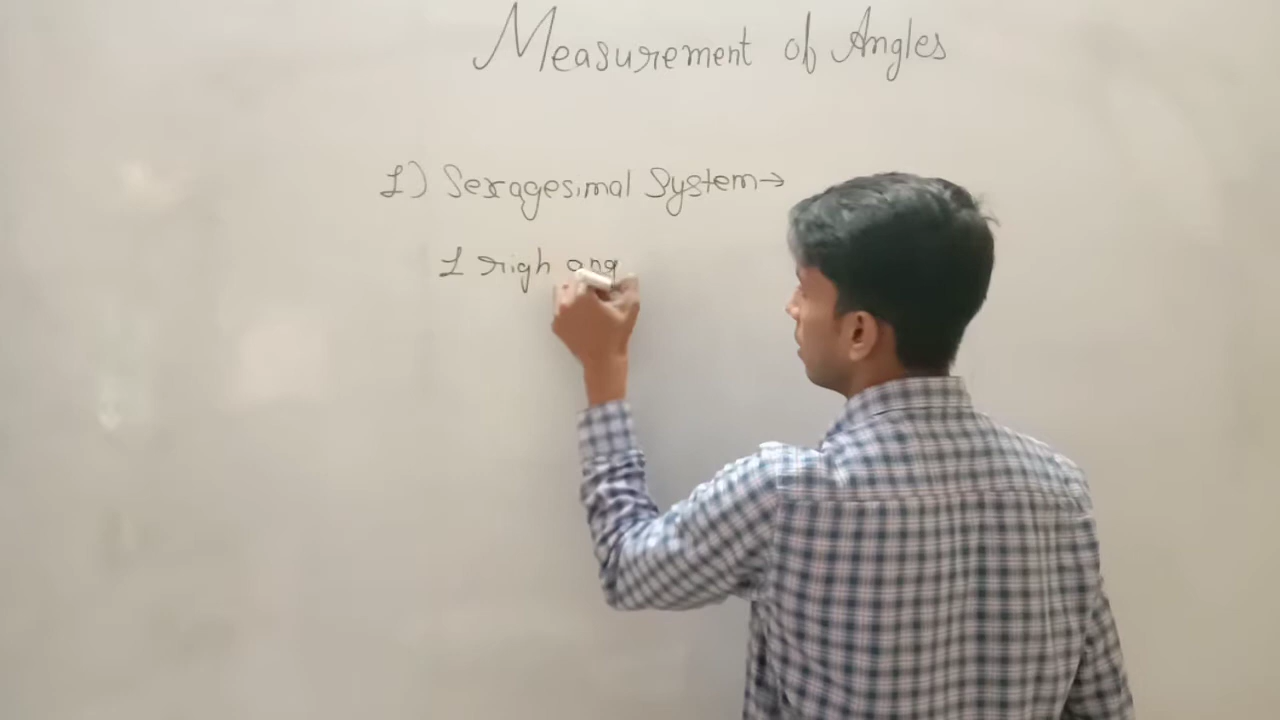 Measurement of Angles
1) Sexagesimal System→
1 righ ang